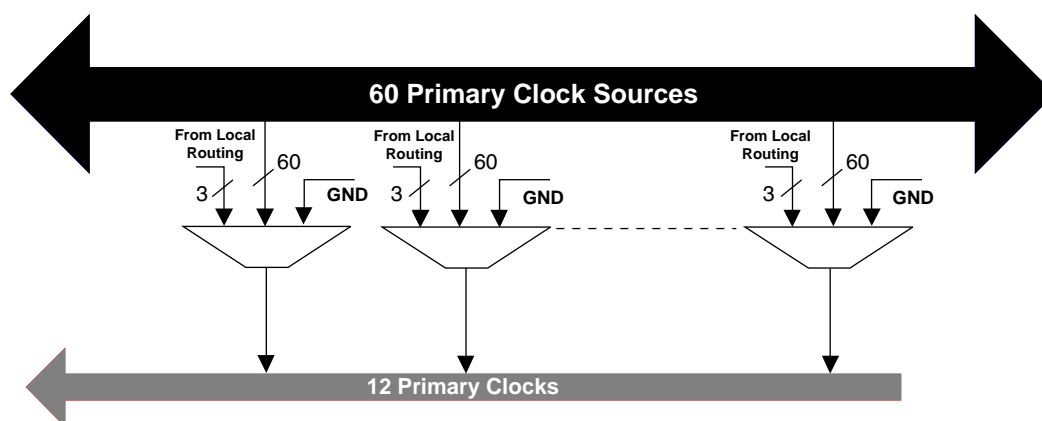 60 Primary Clock Sources
From Local
Routing
3
60
GND
From Local
Routing
3
60
GND
From Local
Routing
3
60
GND
12 Primary Clocks